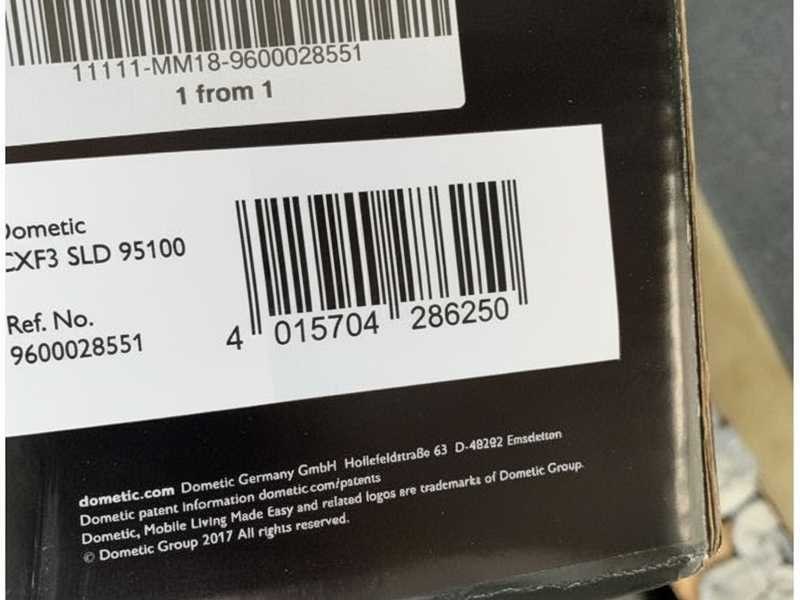 11111-MM18-9600028551
1 from 1
Dometic
CXF3 SLD 95100
Ref. No.
9600028551
4 015704 286250
dometic.com Dometic Germany GmbH Hollefeldstraße 63 D-48282 Emsdetten
Dometic patent information dometic.com/patents
Dometic, Mobile Living Made Easy and related logos are trademarks of Dometic Group.
© Dometic Group 2017 All rights reserved.